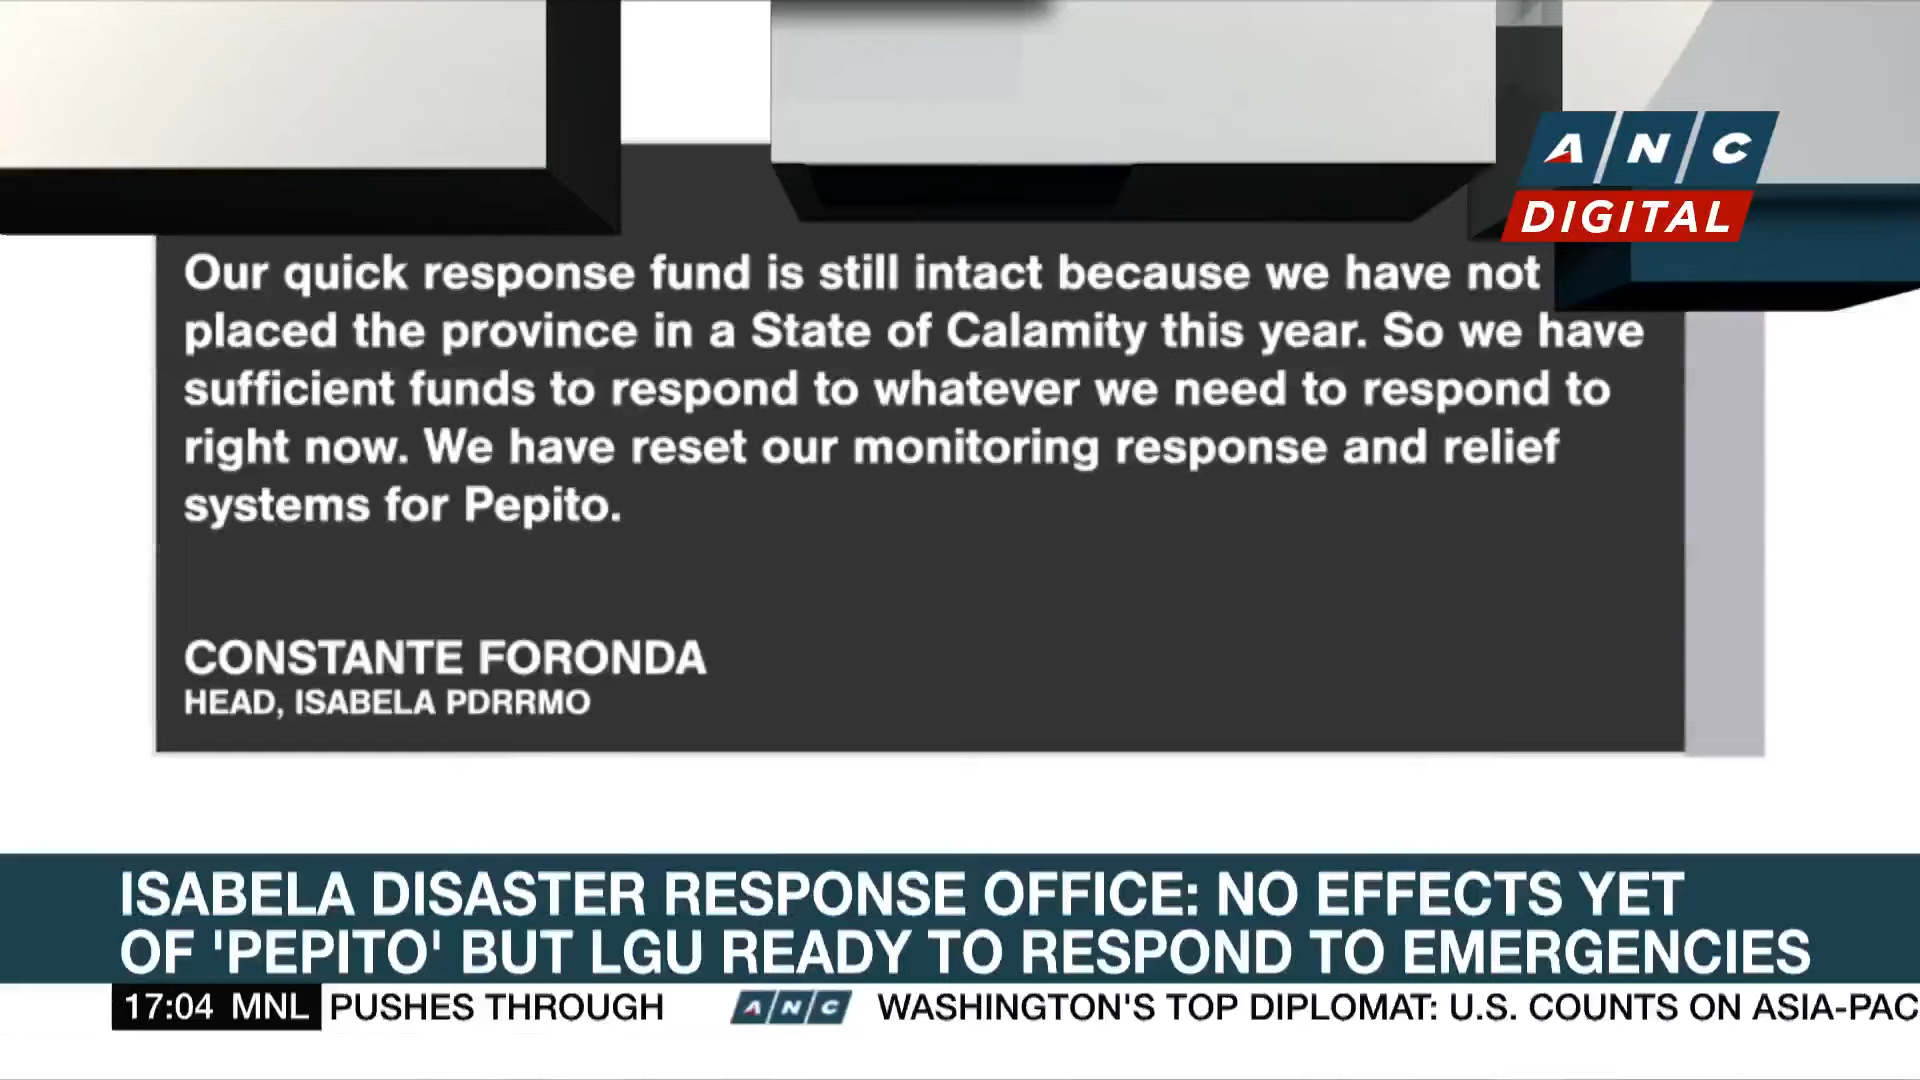 ANC
DIGITAL
Our quick response fund is still intact because we have not
placed the province in a State of Calamity this year. So we have
sufficient funds to respond to whatever we need to respond to
right now. We have reset our monitoring response and relief
systems for Pepito.
CONSTANTE FORONDA
HEAD, ISABELA PDRRMO
ISABELA DISASTER RESPONSE OFFICE: NO EFFECTS YET
OF 'PEPITO' BUT LGU READY TO RESPOND TO EMERGENCIES
17:04 MNL PUSHES THROUGH ANC WASHINGTON'S TOP DIPLOMAT: U.S. COUNTS ON ASIA-PAC